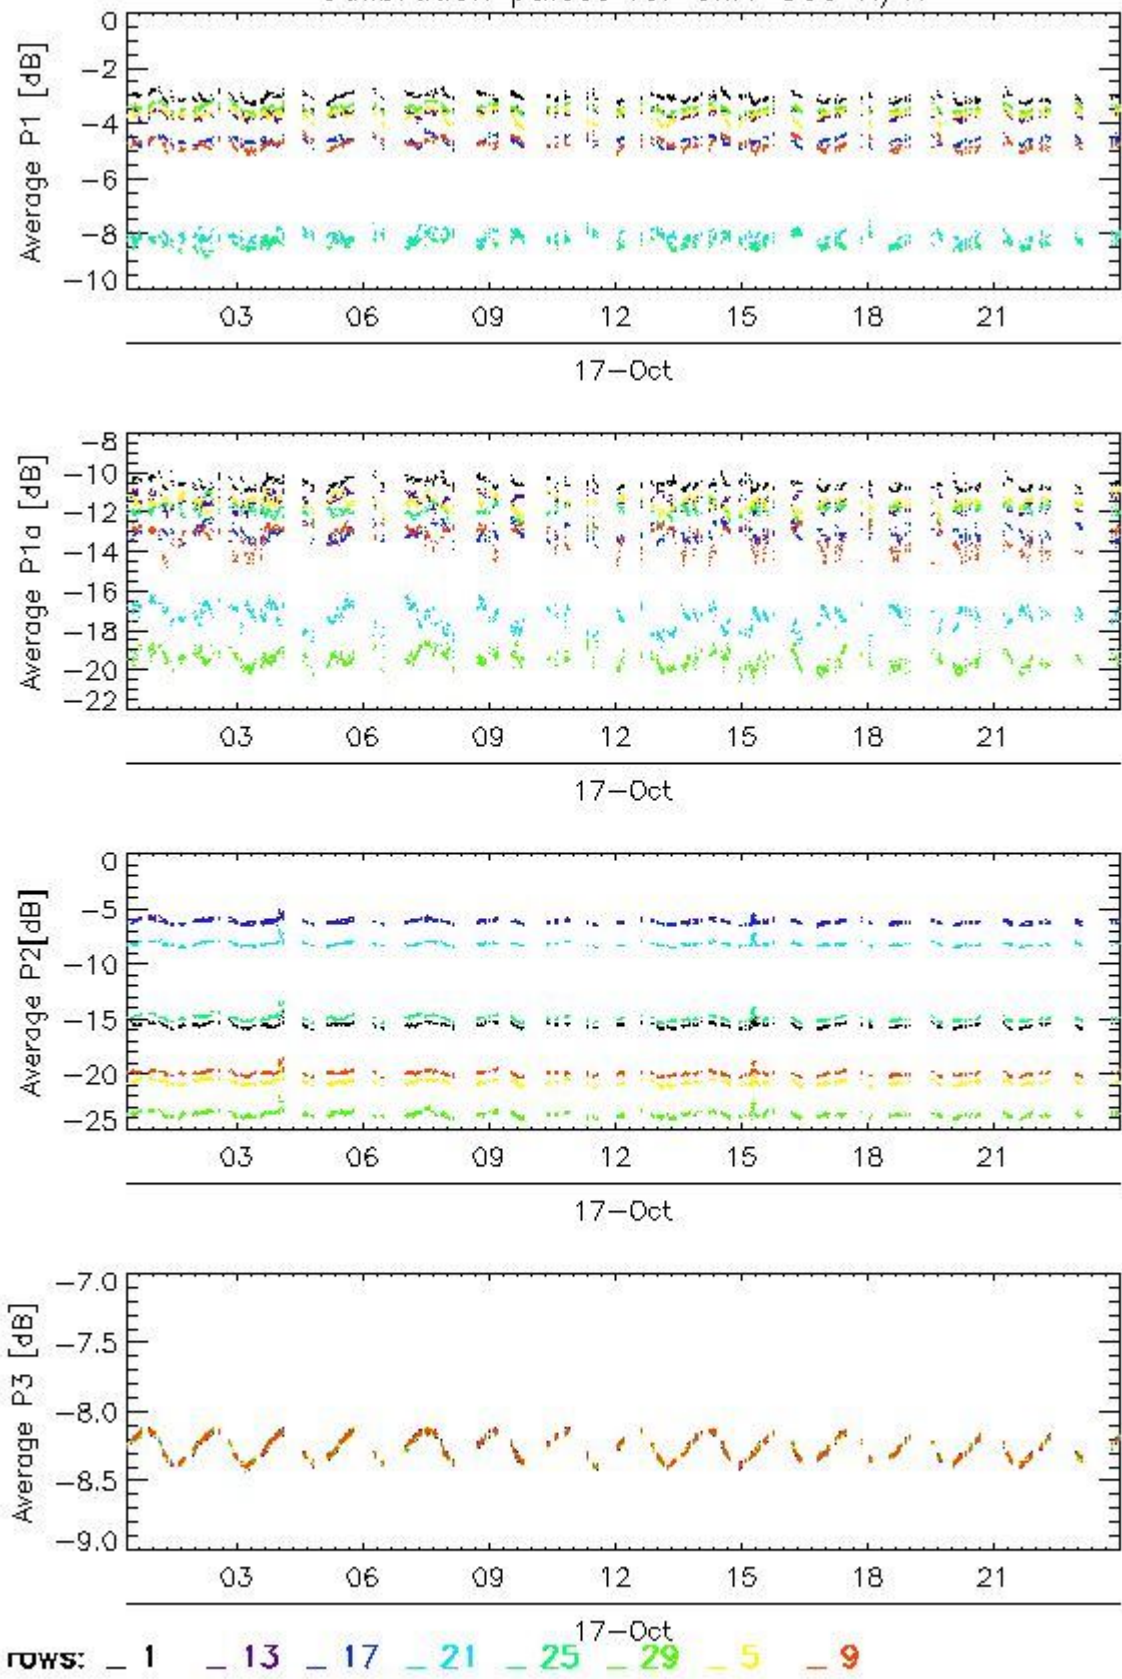 0
−2
−4
−6
−8
−10
Average P1 [dB]
03 06 09 12 15 18 21
17−Oct
−8
−10
−12
−14
−16
−18
−20
−22
Average P1a [dB]
03 06 09 12 15 18 21
17−Oct
0
−5
−10
−15
−20
−25
Average P2[dB]
03 06 09 12 15 18 21
17−Oct
−7.0
−7.5
−8.0
−8.5
−9.0
Average P3 [dB]
03 06 09 12 15 18 21
17−Oct
rows: _ 1 _ 13 _ 17 _ 21 _ 25 _ 29 _ 5 _ 9